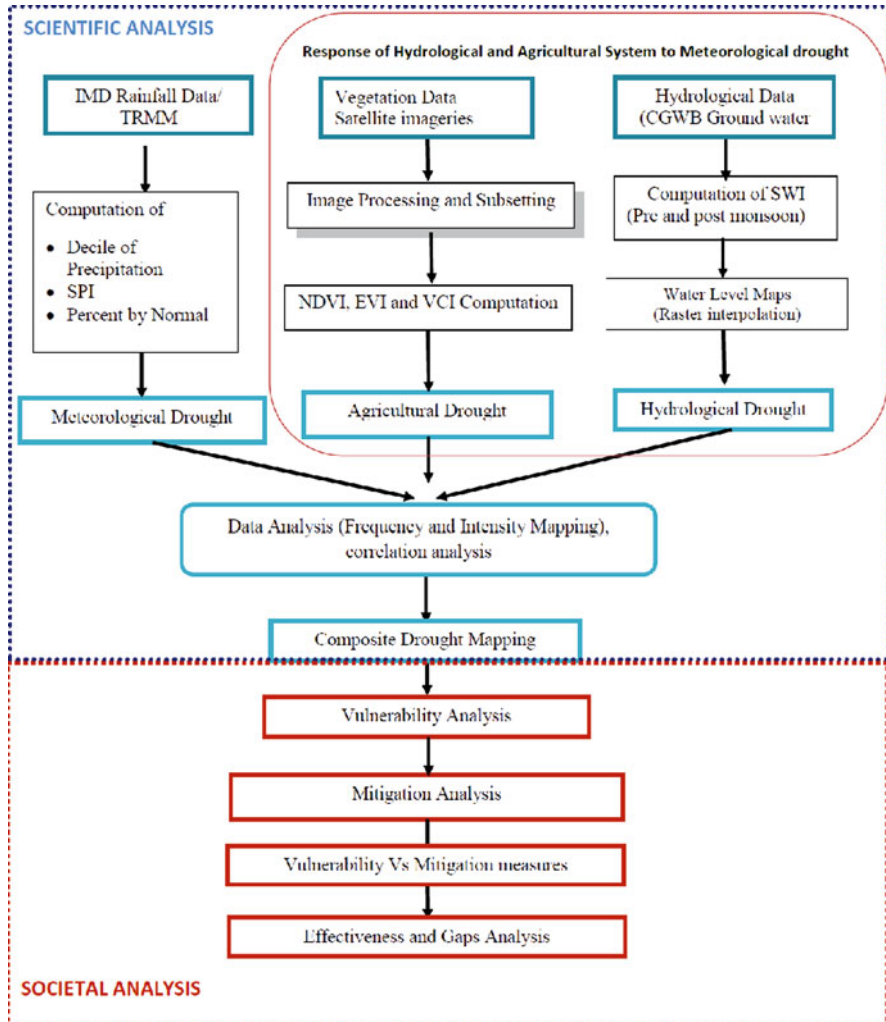 SCIENTIFIC ANALYSIS
Response of Hydrological and Agricultural System to Meteorological drought
IMD Rainfall Data/
TRMM
Vegetation Data
Satellite imageries
Hydrological Data
(CGWB Ground water
Computation of
• Decile of
Precipitation
• SPI
• Percent by Normal
Image Processing and Subsetting
Computation of SWI
(Pre and post monsoon)
NDVI, EVI and VCI Computation
Water Level Maps
(Raster interpolation)
Meteorological Drought
Agricultural Drought
Hydrological Drought
Data Analysis (Frequency and Intensity Mapping),
correlation analysis
Composite Drought Mapping
Vulnerability Analysis
Mitigation Analysis
Vulnerability Vs Mitigation measures
Effectiveness and Gaps Analysis
SOCIETAL ANALYSIS